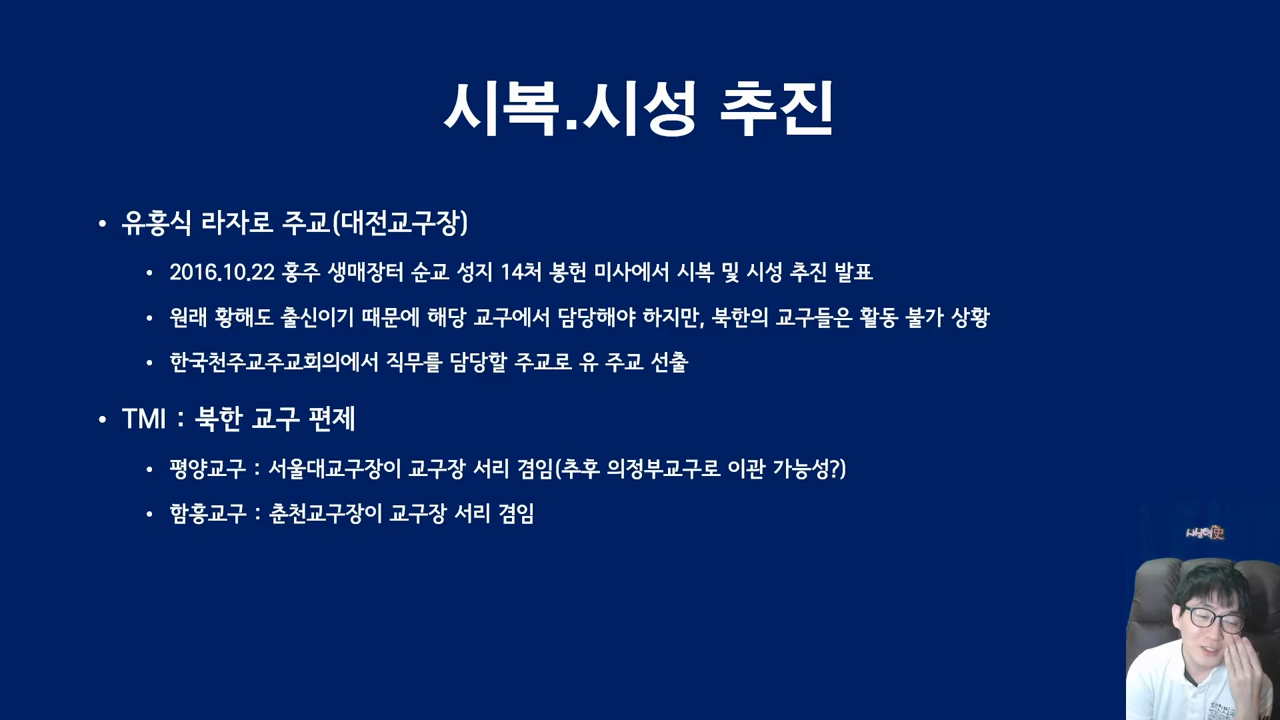 시복.시성 추진
• 유흥식 라자로 주교(대전교구장)
• 2016.10.22 홍주 생매장터 순교 성지 14처 봉헌 미사에서 시복 및 시성 추진 발표
• 원래 황해도 출신이기 때문에 해당 교구에서 담당해야 하지만, 북한의 교구들은 활동 불가 상황
• 한국천주교주교회의에서 직무를 담당할 주교로 유 주교 선출
• TMI : 북한 교구 편제
• 평양교구 : 서울대교구장이 교구장 서리 겸임(추후 의정부교구로 이관 가능성?)
• 함흥교구 : 춘천교구장이 교구장 서리 겸임